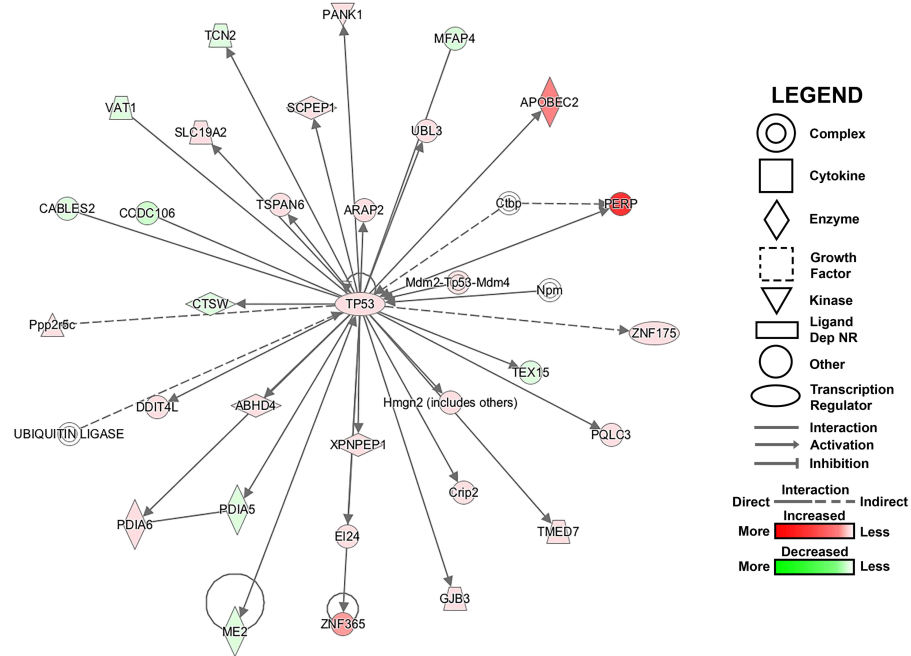 PANK1
TCN2
MFAP4
VAT1
SCPEP1
APOBEC2
SLC19A2
UBL3
CABLES2
CCDC106
TSPAN6
ARAP2
Ctbp
PERP
Mdm2-Tp53-Mdm4
Npm
CTSW
TP53
Ppp2r5c
ZNF175
TEX15
DDIT4L
ABHD4
Hmgn2 (includes others)
UBIQUITIN LIGASE
XPNPEP1
PQLC3
Crip2
PDIA6
PDIA5
EI24
TMED7
GJB3
ME2
ZNF365
LEGEND
Complex
Cytokine
Enzyme
Growth
Factor
Kinase
Ligand
Dep NR
Other
Transcription
Regulator
Interaction
Activation
Inhibition
Interaction
Direct Indirect
Increased
More Less
Decreased
More Less